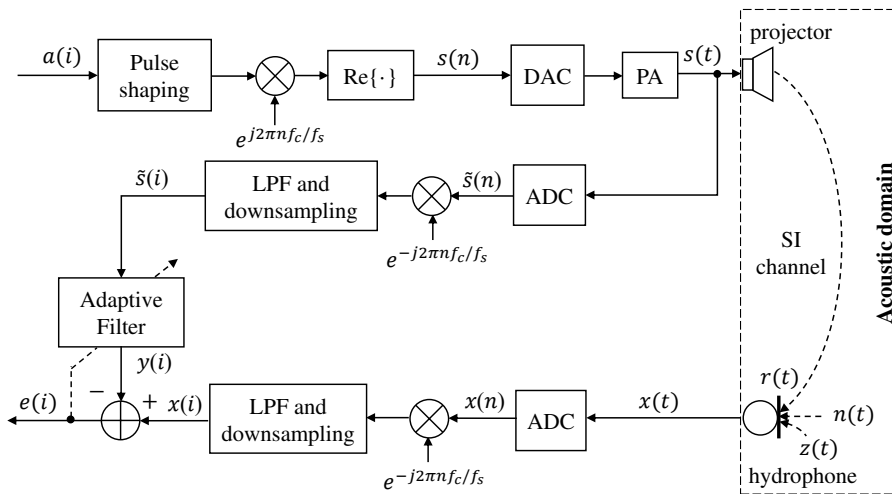 a(i)
Pulse
shaping
e^{j2πnf_c/f_s}
Re{·}
s(n)
DAC
PA
s(t)
projector
s̃(i)
LPF and
downsampling
s̃(n)
e^{-j2πnf_c/f_s}
ADC
SI
channel
Acoustic domain
Adaptive
Filter
y(i)
e(i)
−
+
x(i)
LPF and
downsampling
x(n)
e^{-j2πnf_c/f_s}
ADC
x(t)
r(t)
n(t)
z(t)
hydrophone